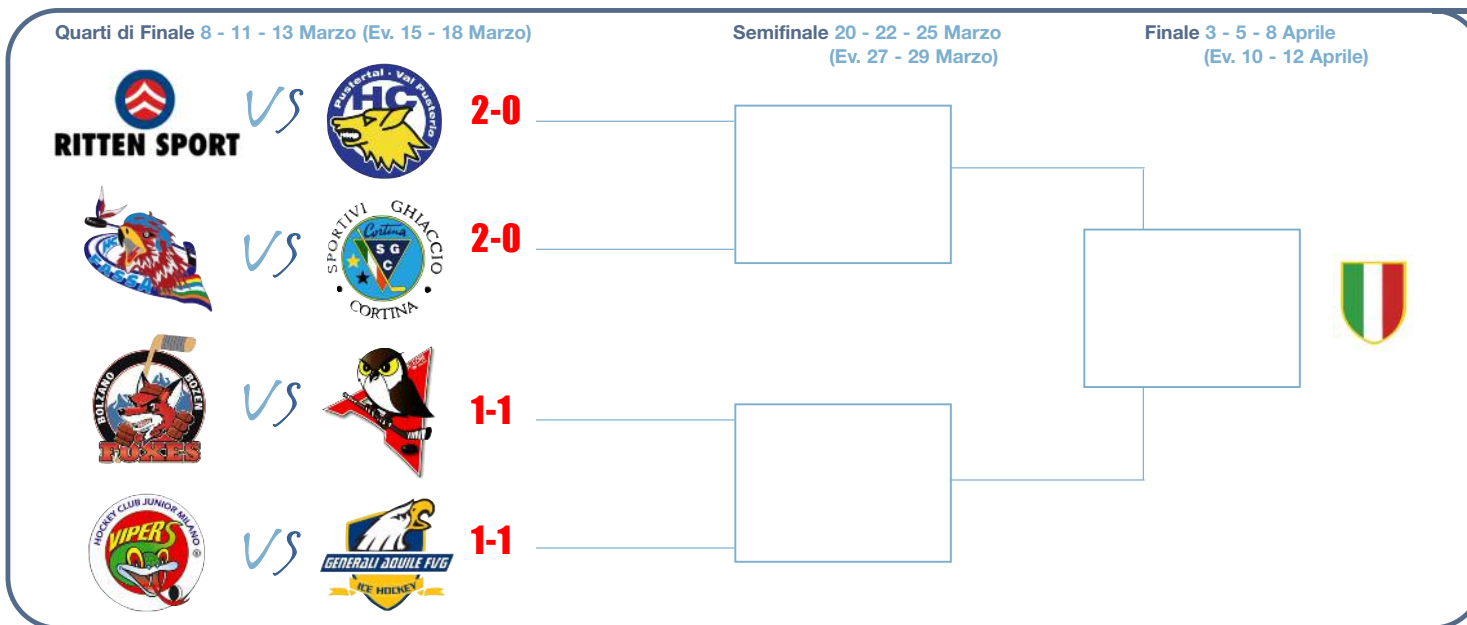 Quarti di Finale 8 - 11 - 13 Marzo (Ev. 15 - 18 Marzo)
Semifinale 20 - 22 - 25 Marzo
(Ev. 27 - 29 Marzo)
Finale 3 - 5 - 8 Aprile
(Ev. 10 - 12 Aprile)
RITTEN SPORT
VS
Pustertal · Val Pusteria
HC
2-0
HC
FASSA
VS
SPORTIVI GHIACCIO
Cortina
SG
C
• CORTINA •
2-0
BOLZANO BOZEN
FOXES
VS
1-1
HOCKEY CLUB JUNIOR MILANO
VIPERS
®
VS
GENERALI AQUILE FVG
ICE HOCKEY
1-1